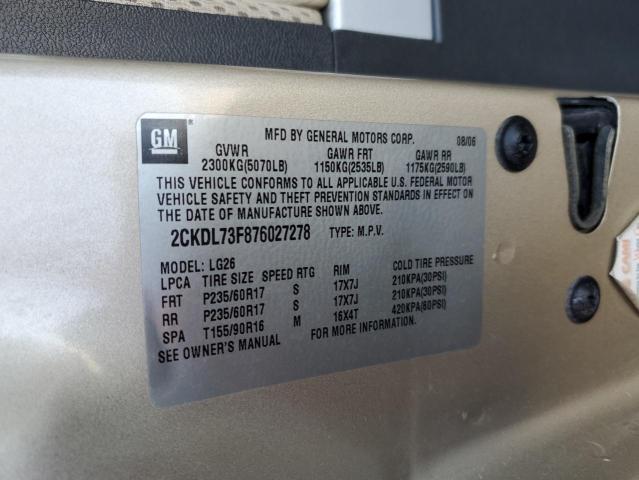 GM
MFD BY GENERAL MOTORS CORP. 08/06
GVWR GAWR FRT GAWR RR
2300KG(5070LB) 1150KG(2535LB) 1175KG(2590LB)
THIS VEHICLE CONFORMS TO ALL APPLICABLE U.S. FEDERAL MOTOR
VEHICLE SAFETY AND THEFT PREVENTION STANDARDS IN EFFECT ON
THE DATE OF MANUFACTURE SHOWN ABOVE.
2CKDL73F876027278 TYPE: M.P.V.
MODEL: LG26
LPCA TIRE SIZE SPEED RTG RIM COLD TIRE PRESSURE
FRT P235/60R17 S 17X7J 210KPA(30PSI)
RR P235/60R17 S 17X7J 210KPA(30PSI)
SPA T155/90R16 M 16X4T 420KPA(60PSI)
SEE OWNER'S MANUAL FOR MORE INFORMATION.
CAMI